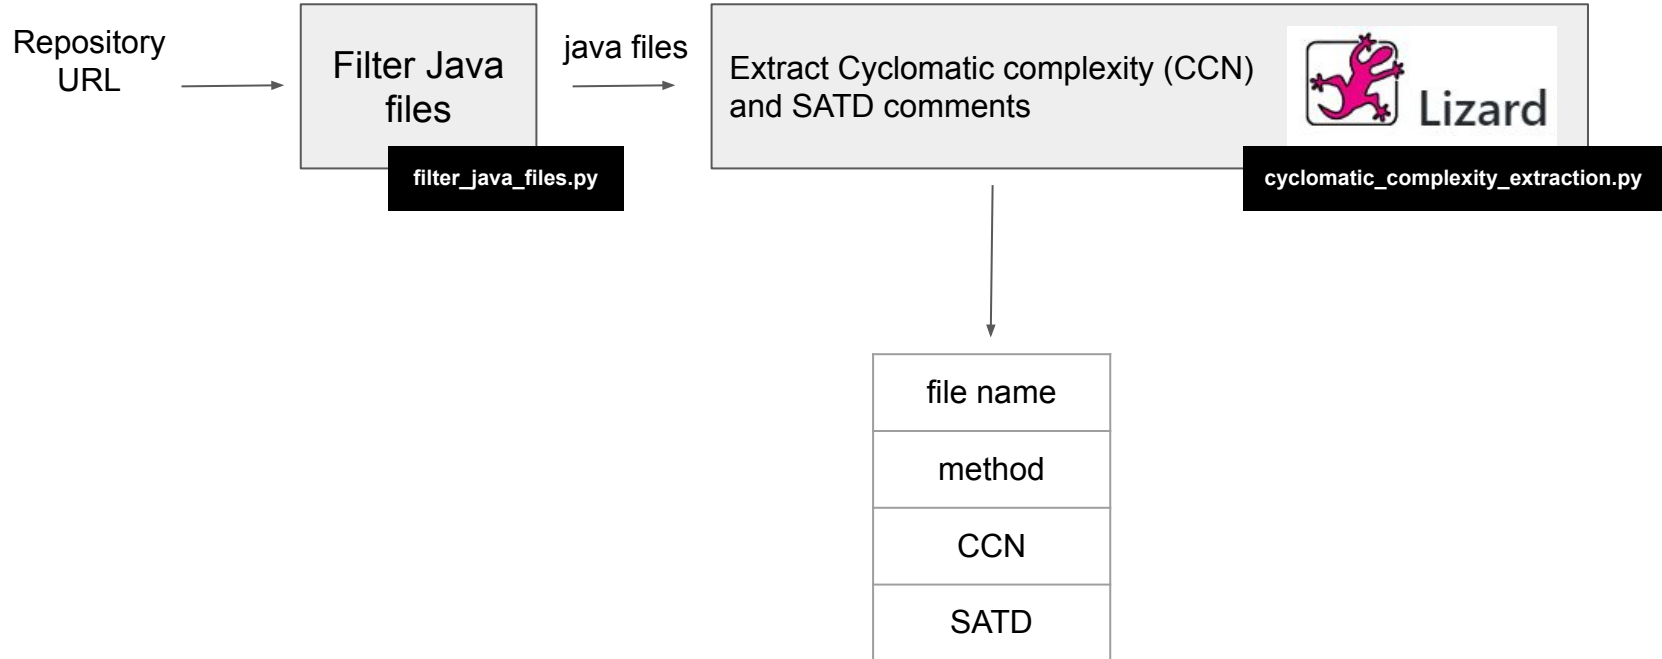 Repository
URL
Filter Java
files
filter_java_files.py
java files
Extract Cyclomatic complexity (CCN)
and SATD comments
Lizard
cyclomatic_complexity_extraction.py
file name
method
CCN
SATD